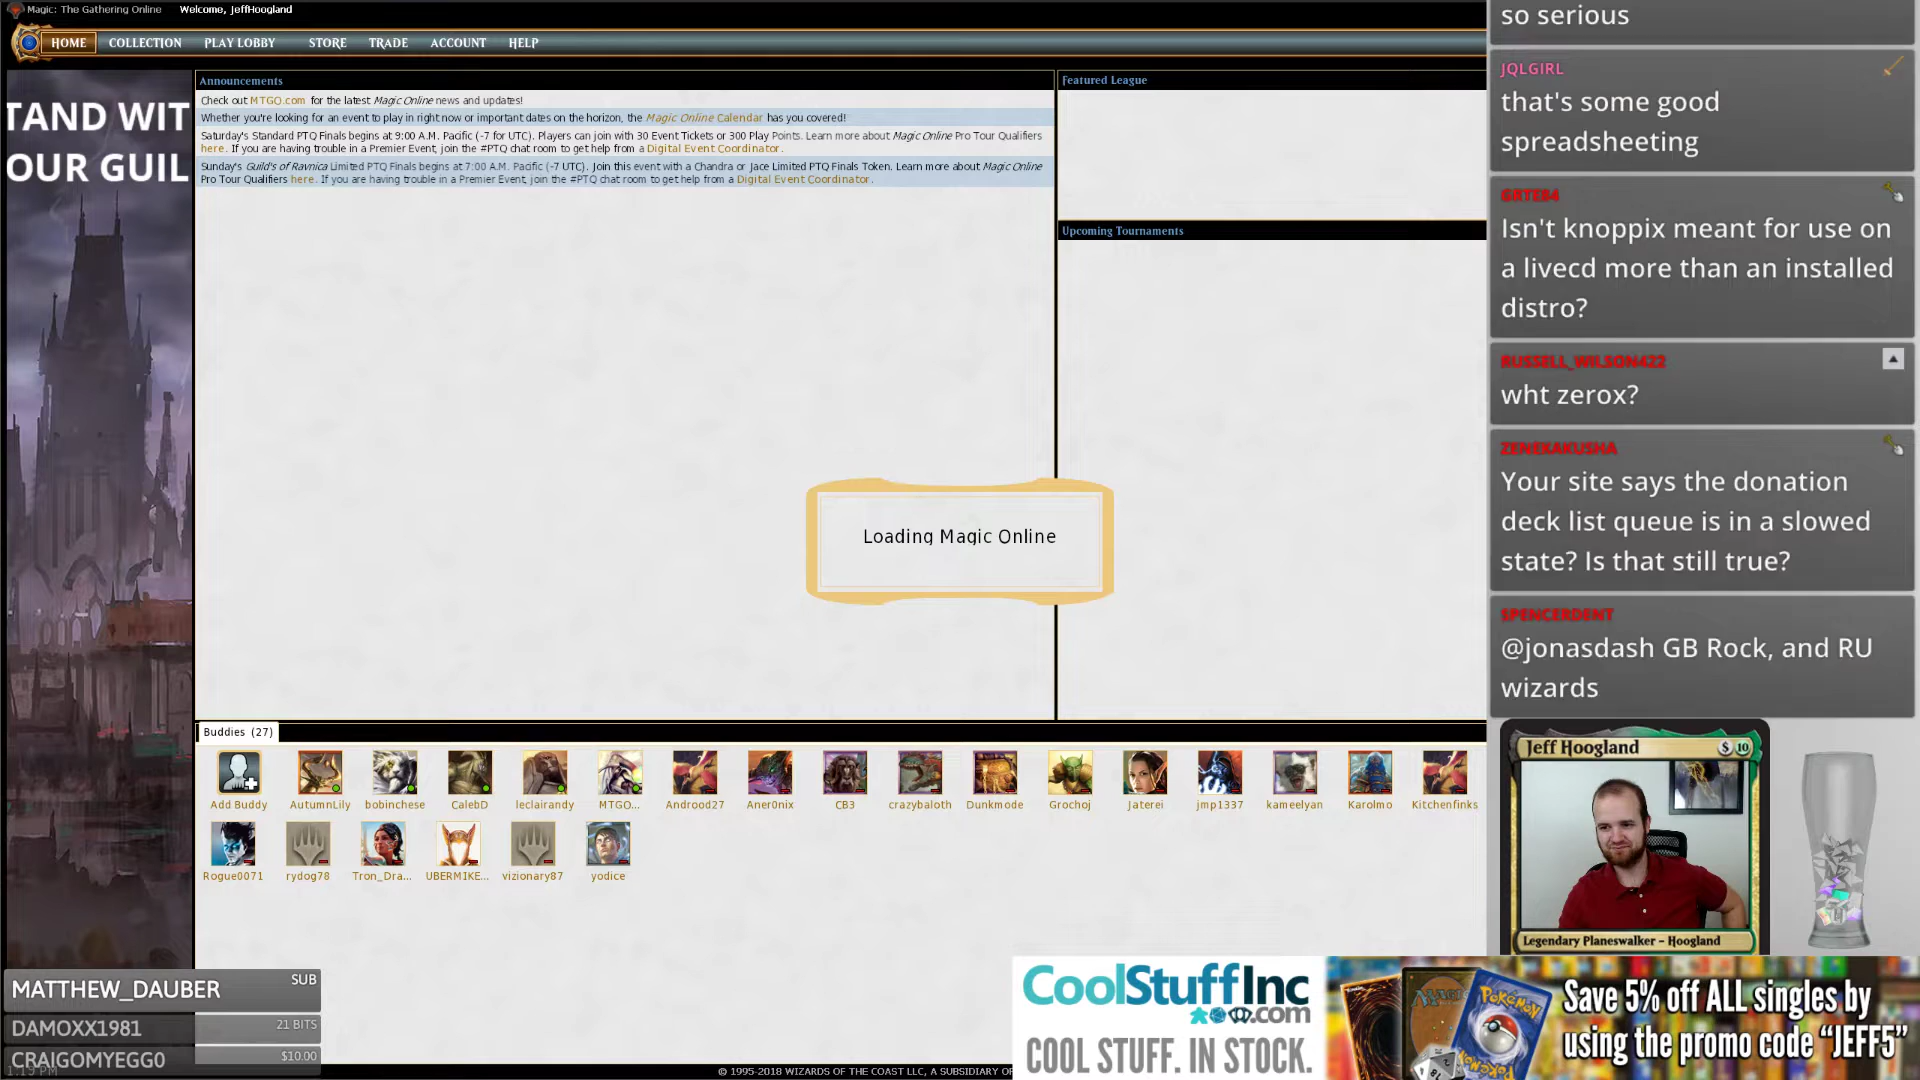 Magic: The Gathering Online
Welcome, JeffHoogland
HOME
COLLECTION
PLAY LOBBY
STORE
TRADE
ACCOUNT
HELP
TAND WIT
OUR GUIL
Announcements
Check out MTGO.com for the latest Magic Online news and updates!
Whether you're looking for an event to play in right now or important dates on the horizon, the Magic Online Calendar has you covered!
Saturday's Standard PTQ Finals begins at 9:00 A.M. Pacific (-7 for UTC). Players can join with 30 Event Tickets or 300 Play Points. Learn more about Magic Online Pro Tour Qualifiers
here. If you are having trouble in a Premier Event, join the #PTQ chat room to get help from a Digital Event Coordinator.
Sunday's Guild's of Ravnica Limited PTQ Finals begins at 7:00 A.M. Pacific (-7 UTC). Join this event with a Chandra or Jace Limited PTQ Finals Token. Learn more about Magic Online
Pro Tour Qualifiers here. If you are having trouble in a Premier Event, join the #PTQ chat room to get help from a Digital Event Coordinator.
Featured League
Upcoming Tournaments
Loading Magic Online
Buddies (27)
Add Buddy
AutumnLily
bobinchese
CalebD
leclairandy
MTGO...
Androod27
Aner0nix
CB3
crazybaloth
Dunkmode
Grochoj
Jaterei
jmp1337
kameelyan
Karolmo
Kitchenfinks
Rogue0071
rydog78
Tron_Dra...
UBERMIKE...
vizionary87
yodice
so serious
JQLGIRL
that's some good
spreadsheeting
GRTE84
Isn't knoppix meant for use on
a livecd more than an installed
distro?
RUSSELL_WILSON422
wht zerox?
ZENEKAKUSHA
Your site says the donation
deck list queue is in a slowed
state? Is that still true?
SPENCERDENT
@jonasdash GB Rock, and RU
wizards
Jeff Hoogland
$ 10
Legendary Planeswalker – Hoogland
MATTHEW_DAUBER
SUB
DAMOXX1981
21 BITS
CRAIGOMYEGG0
$10.00
1:19 PM
© 1995-2018 WIZARDS OF THE COAST LLC, A SUBSIDIARY OF
CoolStuffInc
.com
COOL STUFF. IN STOCK.
MAGIC
POKéMON
Save 5% off ALL singles by
using the promo code "JEFF5"